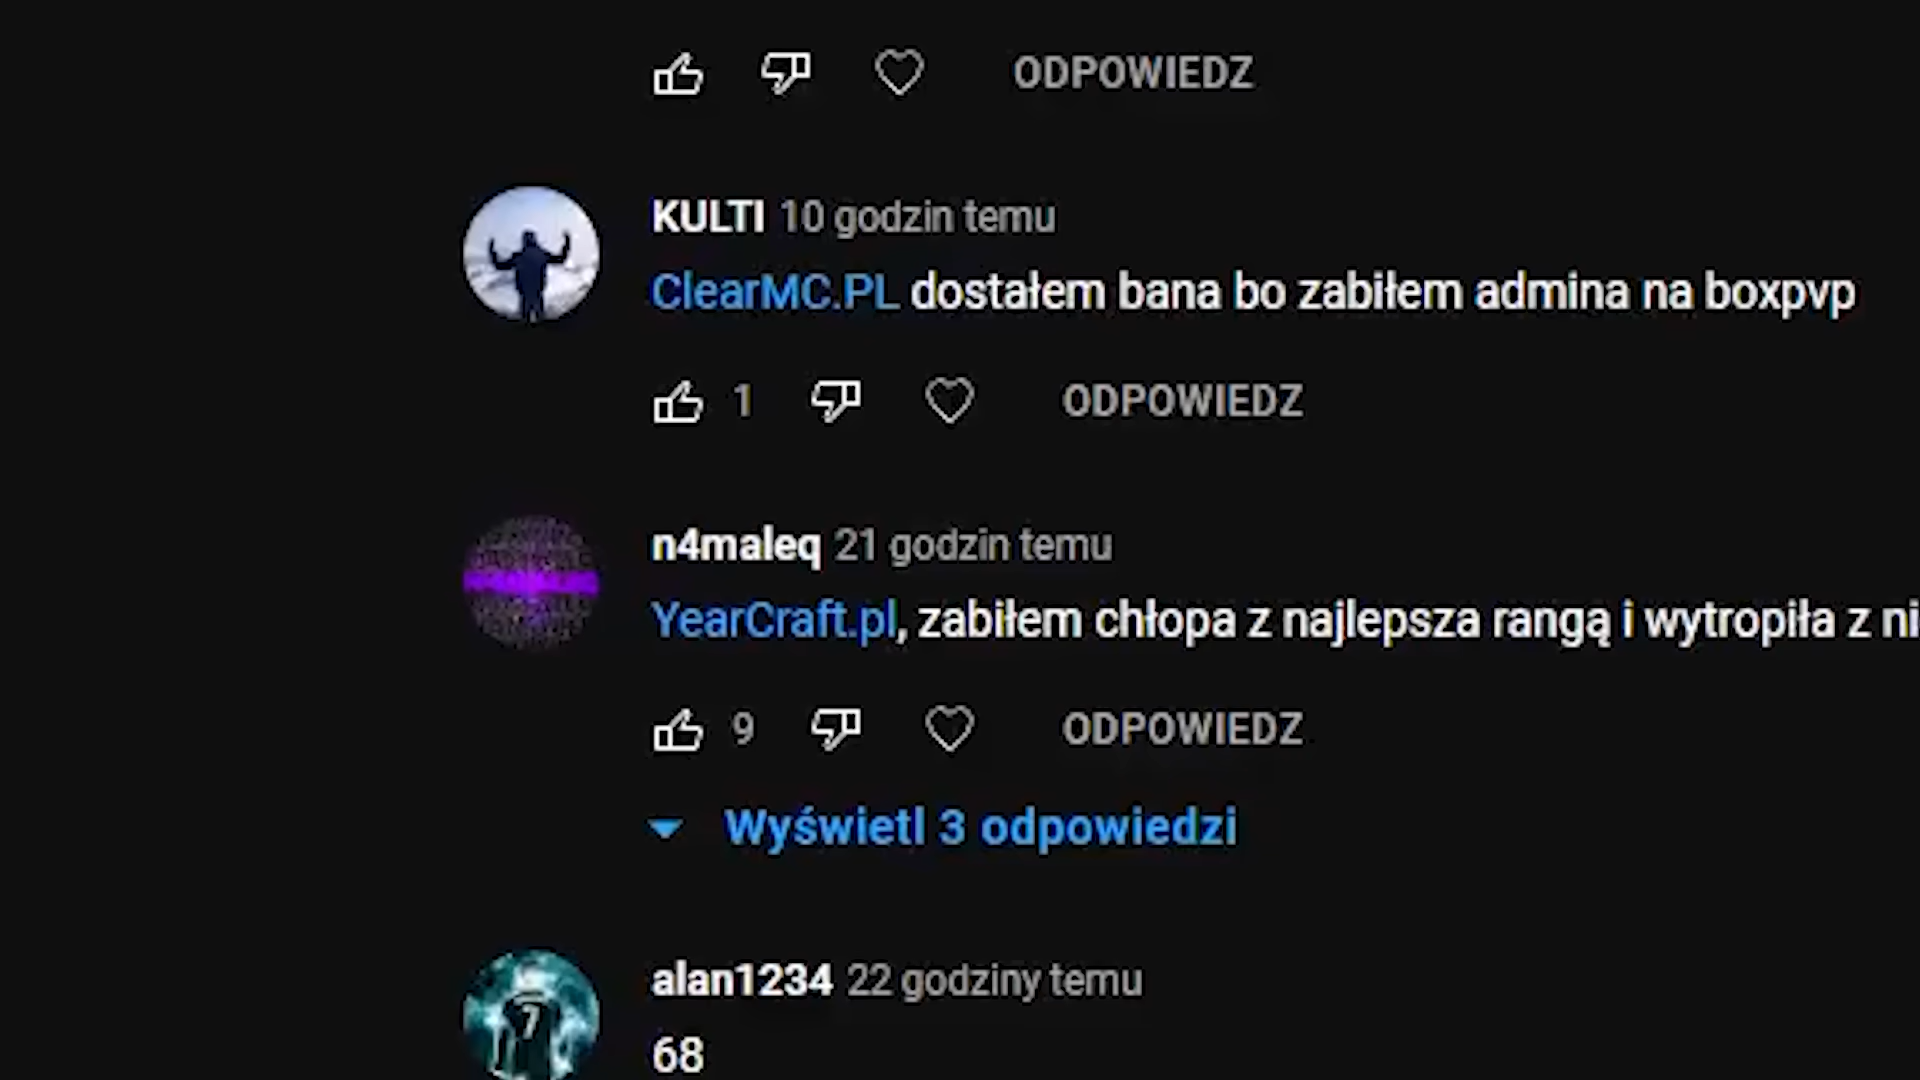 ODPOWIEDZ
KULTI 10 godzin temu
ClearMC.PL dostałem bana bo zabiłem admina na boxpvp
1 ODPOWIEDZ
n4maleq 21 godzin temu
YearCraft.pl, zabiłem chłopa z najlepsza rangą i wytropiła z ni
9 ODPOWIEDZ
Wyświetl 3 odpowiedzi
alan1234 22 godziny temu
7
68